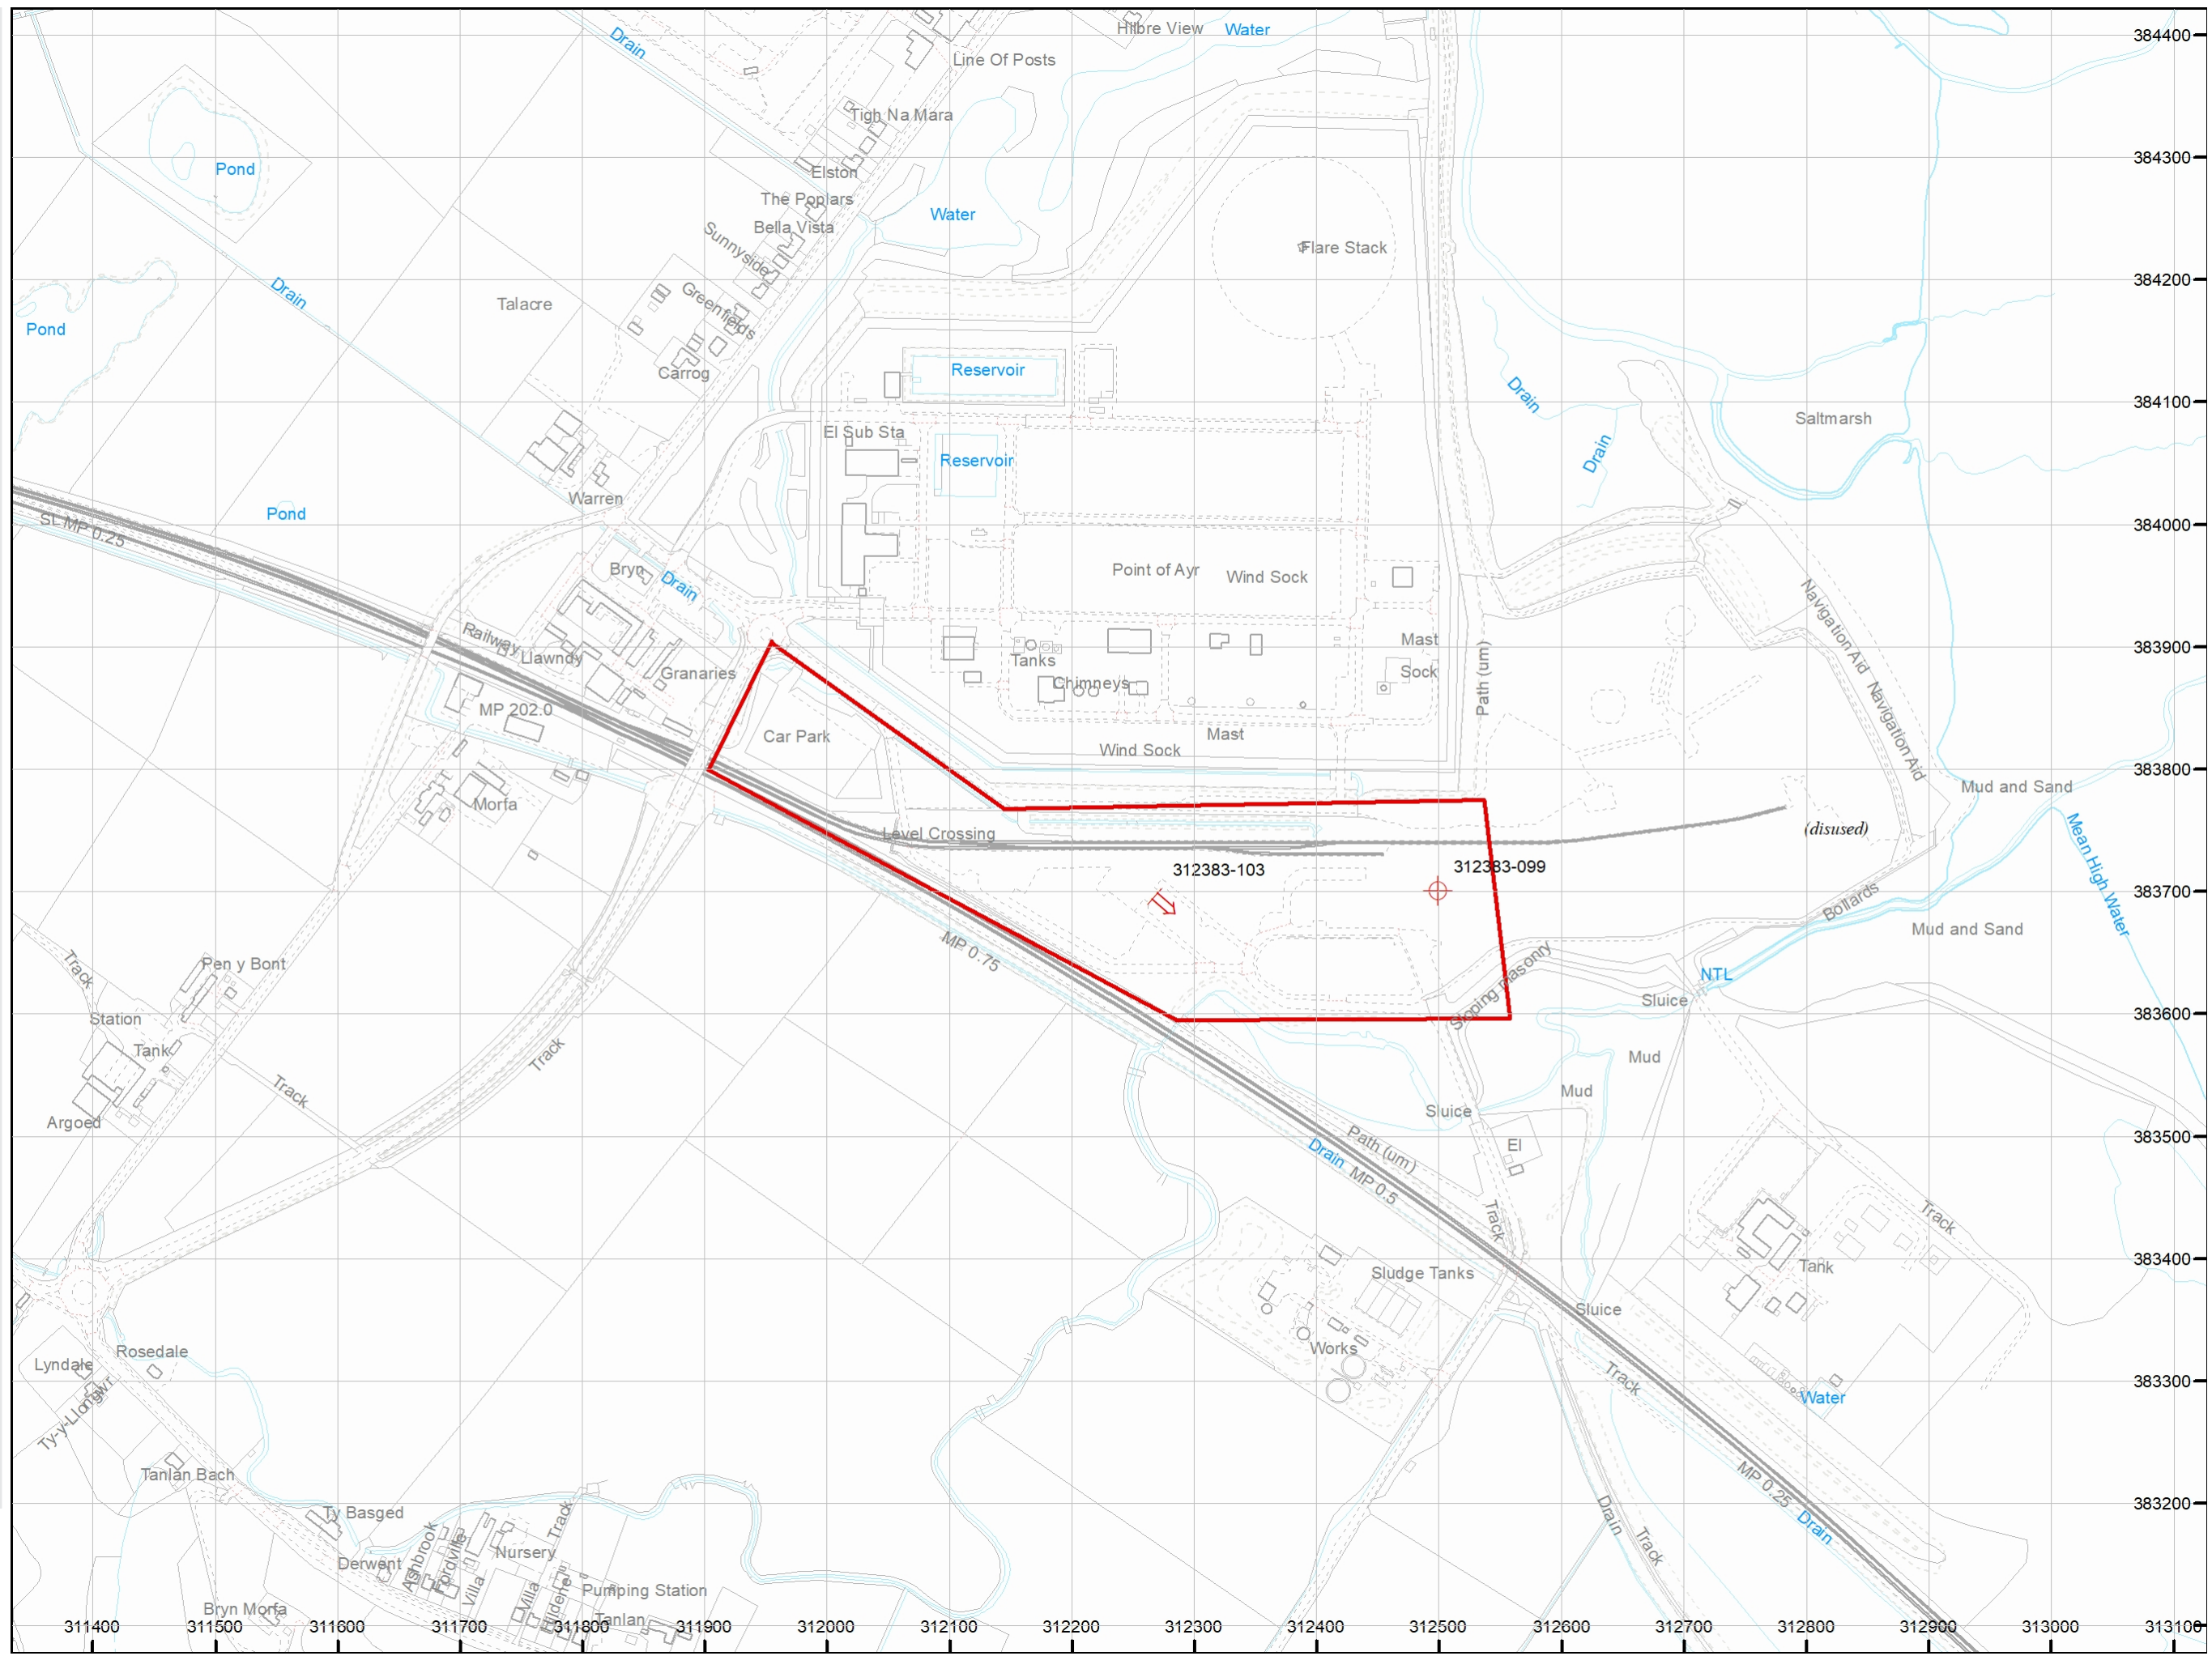 Hilbre View
Water
384400
Drain
Line Of Posts
Tigh Na Mara
384300
Pond
Elston
The Poplars
Water
Bella Vista
Sunnyside
Flare Stack
384200
Drain
Greenfields
Talacre
Pond
Carrog
Reservoir
Drain
384100
Saltmarsh
El Sub Sta
Drain
Reservoir
Warren
Pond
SL MP 0.25
384000
Bryn
Drain
Point of Ayr
Wind Sock
Navigation Aid
Railway
Llawndy
Granaries
Tanks
Mast
383900
Sock
Chimneys
Path (um)
Navigation Aid
MP 202.0
Car Park
Mast
Wind Sock
383800
Mud and Sand
Morfa
Level Crossing
(disused)
Mean High Water
312383-103
312383-099
383700
Bollards
Mud and Sand
MP 0.75
Track
Pen y Bont
Sloping masonry
NTL
Sluice
383600
Station
Tank
Track
Mud
Track
Mud
Argoed
Sluice
Path (um)
Drain
El
383500
MP 0.5
Track
Track
Sludge Tanks
Tank
383400
Sluice
Works
Rosedale
Lyndale
Track
Ty-y-Llongwr
Water
383300
Tanlan Bach
MP 0.25
Ty Basged
Track
Drain
Drain
383200
Ashbrook
Fordville
Nursery
Derwent
Track
Villa
Villa
Hilldene
Pumping Station
Bryn Morfa
Tanlan
311400 311500 311600 311700 311800 311900 312000 312100 312200 312300 312400 312500 312600 312700 312800 312900 313000 313100